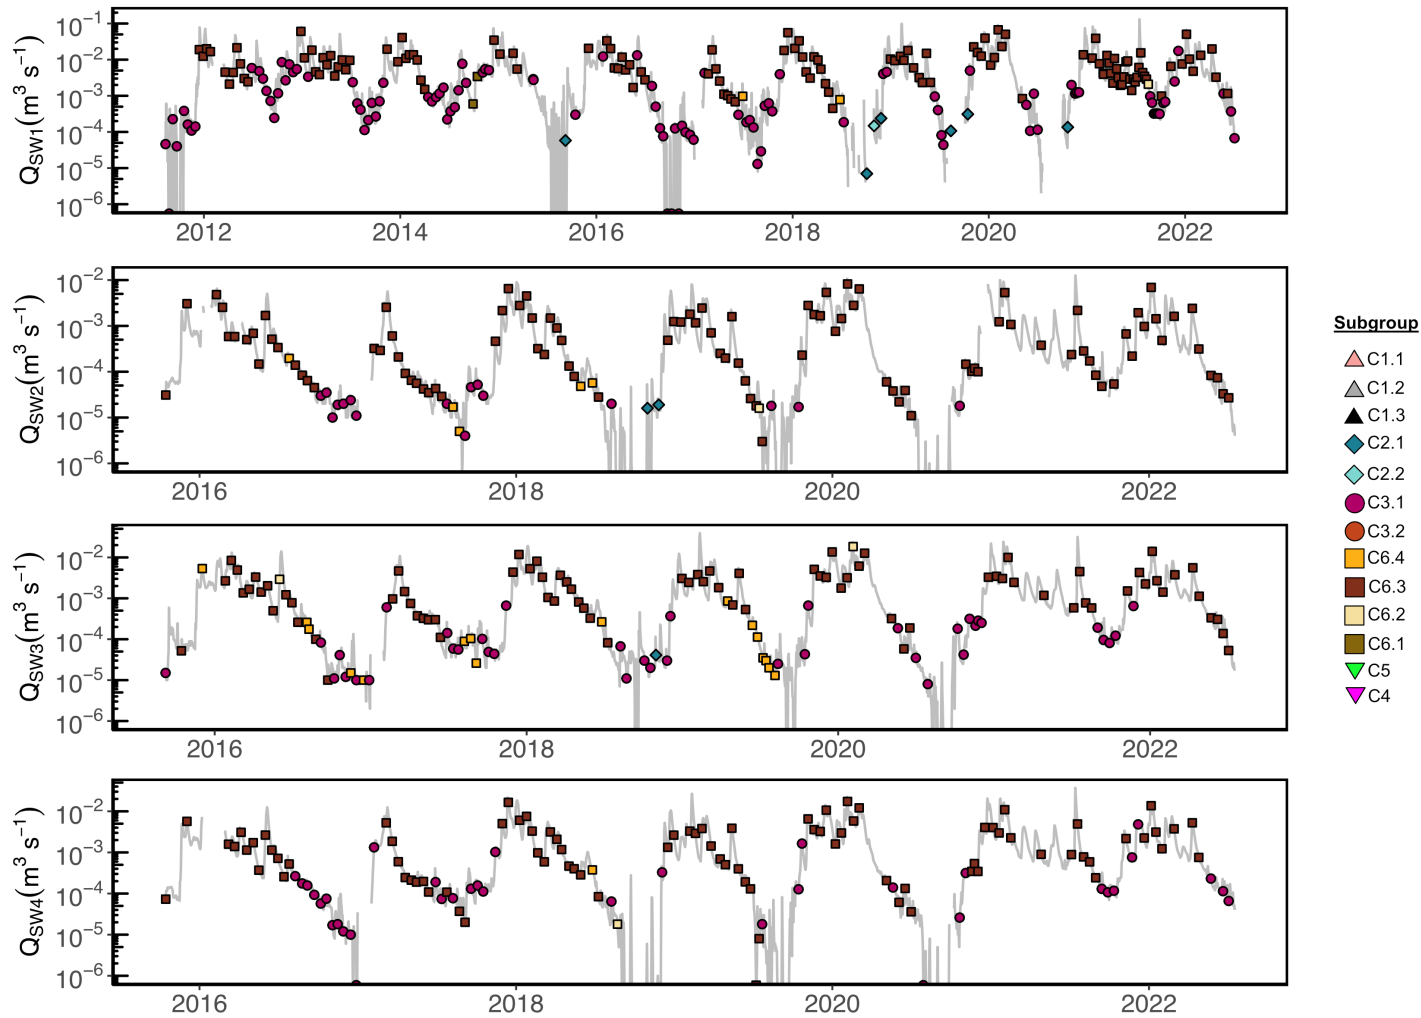 Q_SW1 (m³ s⁻¹)
10⁻¹
10⁻²
10⁻³
10⁻⁴
10⁻⁵
10⁻⁶
2012 2014 2016 2018 2020 2022
Q_SW2 (m³ s⁻¹)
10⁻²
10⁻³
10⁻⁴
10⁻⁵
10⁻⁶
2016 2018 2020 2022
Q_SW3 (m³ s⁻¹)
10⁻²
10⁻³
10⁻⁴
10⁻⁵
10⁻⁶
2016 2018 2020 2022
Q_SW4 (m³ s⁻¹)
10⁻²
10⁻³
10⁻⁴
10⁻⁵
10⁻⁶
2016 2018 2020 2022
Subgroup
C1.1
C1.2
C1.3
C2.1
C2.2
C3.1
C3.2
C6.4
C6.3
C6.2
C6.1
C5
C4